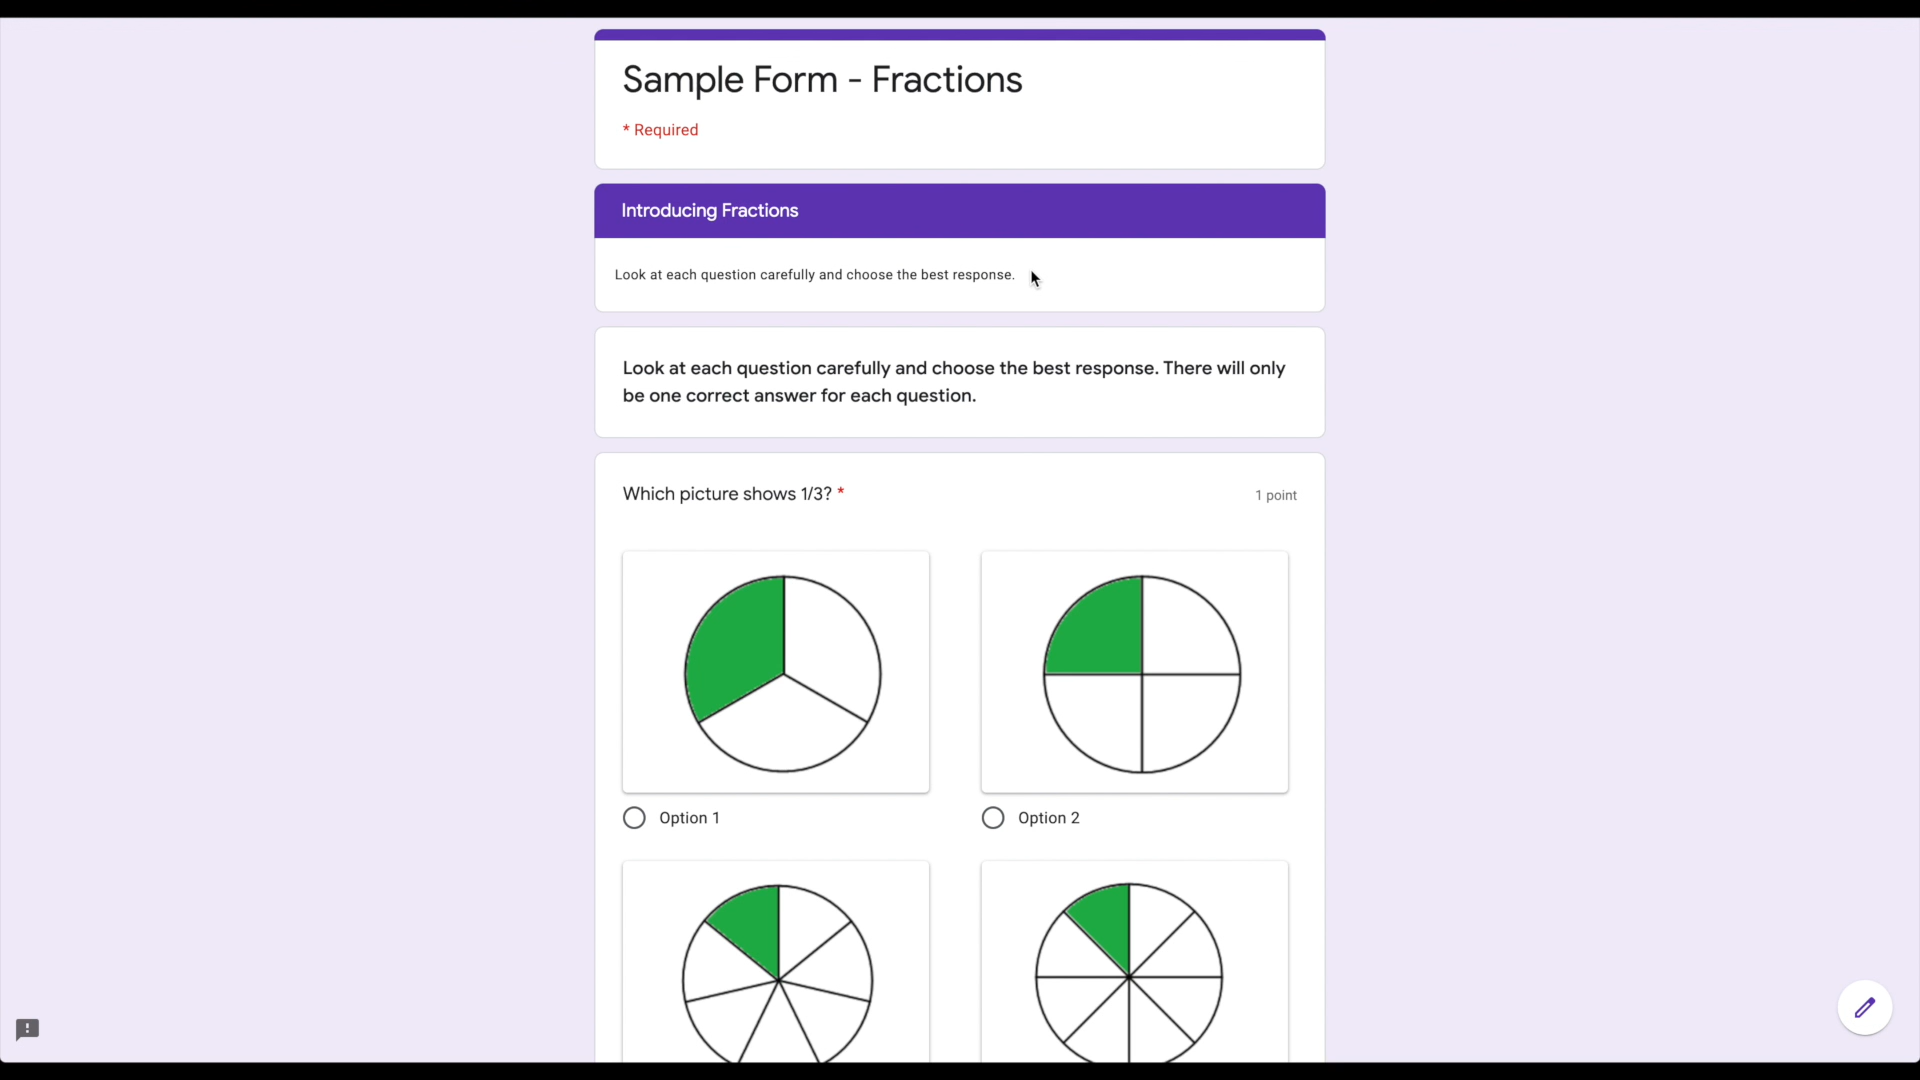 Sample Form - Fractions
* Required
Introducing Fractions
Look at each question carefully and choose the best response.
Look at each question carefully and choose the best response. There will only
be one correct answer for each question.
Which picture shows 1/3? *
1 point
Option 1
Option 2